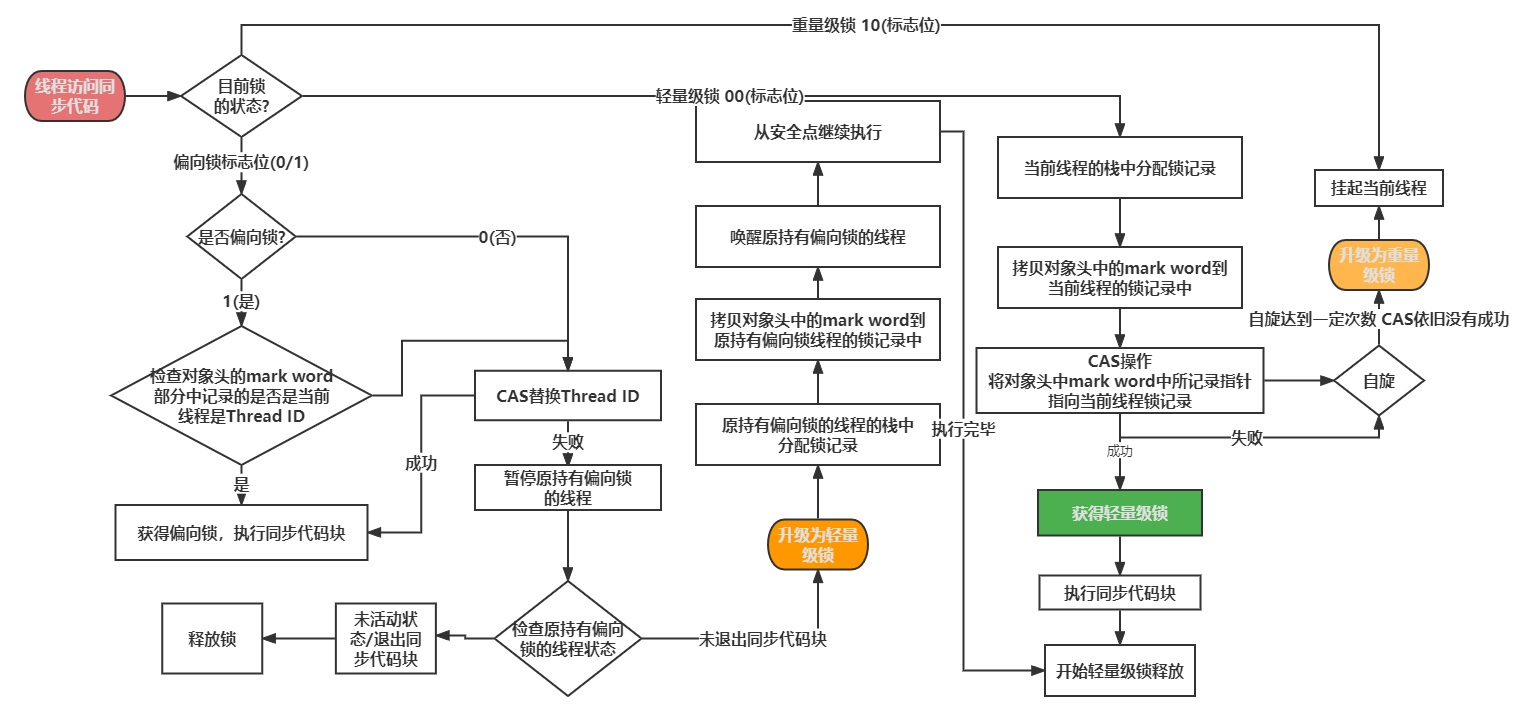 重量级锁 10(标志位)
线程访问同
步代码
目前锁
的状态?
轻量级锁 00(标志位)
偏向锁标志位(0/1)
是否偏向锁?
0(否)
1(是)
检查对象头的mark word
部分中记录的是否是当前
线程是Thread ID
是
获得偏向锁，执行同步代码块
CAS替换Thread ID
成功
失败
暂停原持有偏向锁
的线程
检查原持有偏向
锁的线程状态
未活动状
态/退出同
步代码块
释放锁
未退出同步代码块
升级为轻量
级锁
原持有偏向锁的线程的栈中
分配锁记录
拷贝对象头中的mark word到
原持有偏向锁线程的锁记录中
唤醒原持有偏向锁的线程
从安全点继续执行
执行完毕
当前线程的栈中分配锁记录
拷贝对象头中的mark word到
当前线程的锁记录中
CAS操作
将对象头中mark word中所记录指针
指向当前线程锁记录
成功
失败
获得轻量级锁
执行同步代码块
开始轻量级锁释放
自旋
自旋达到一定次数 CAS依旧没有成功
升级为重量
级锁
挂起当前线程